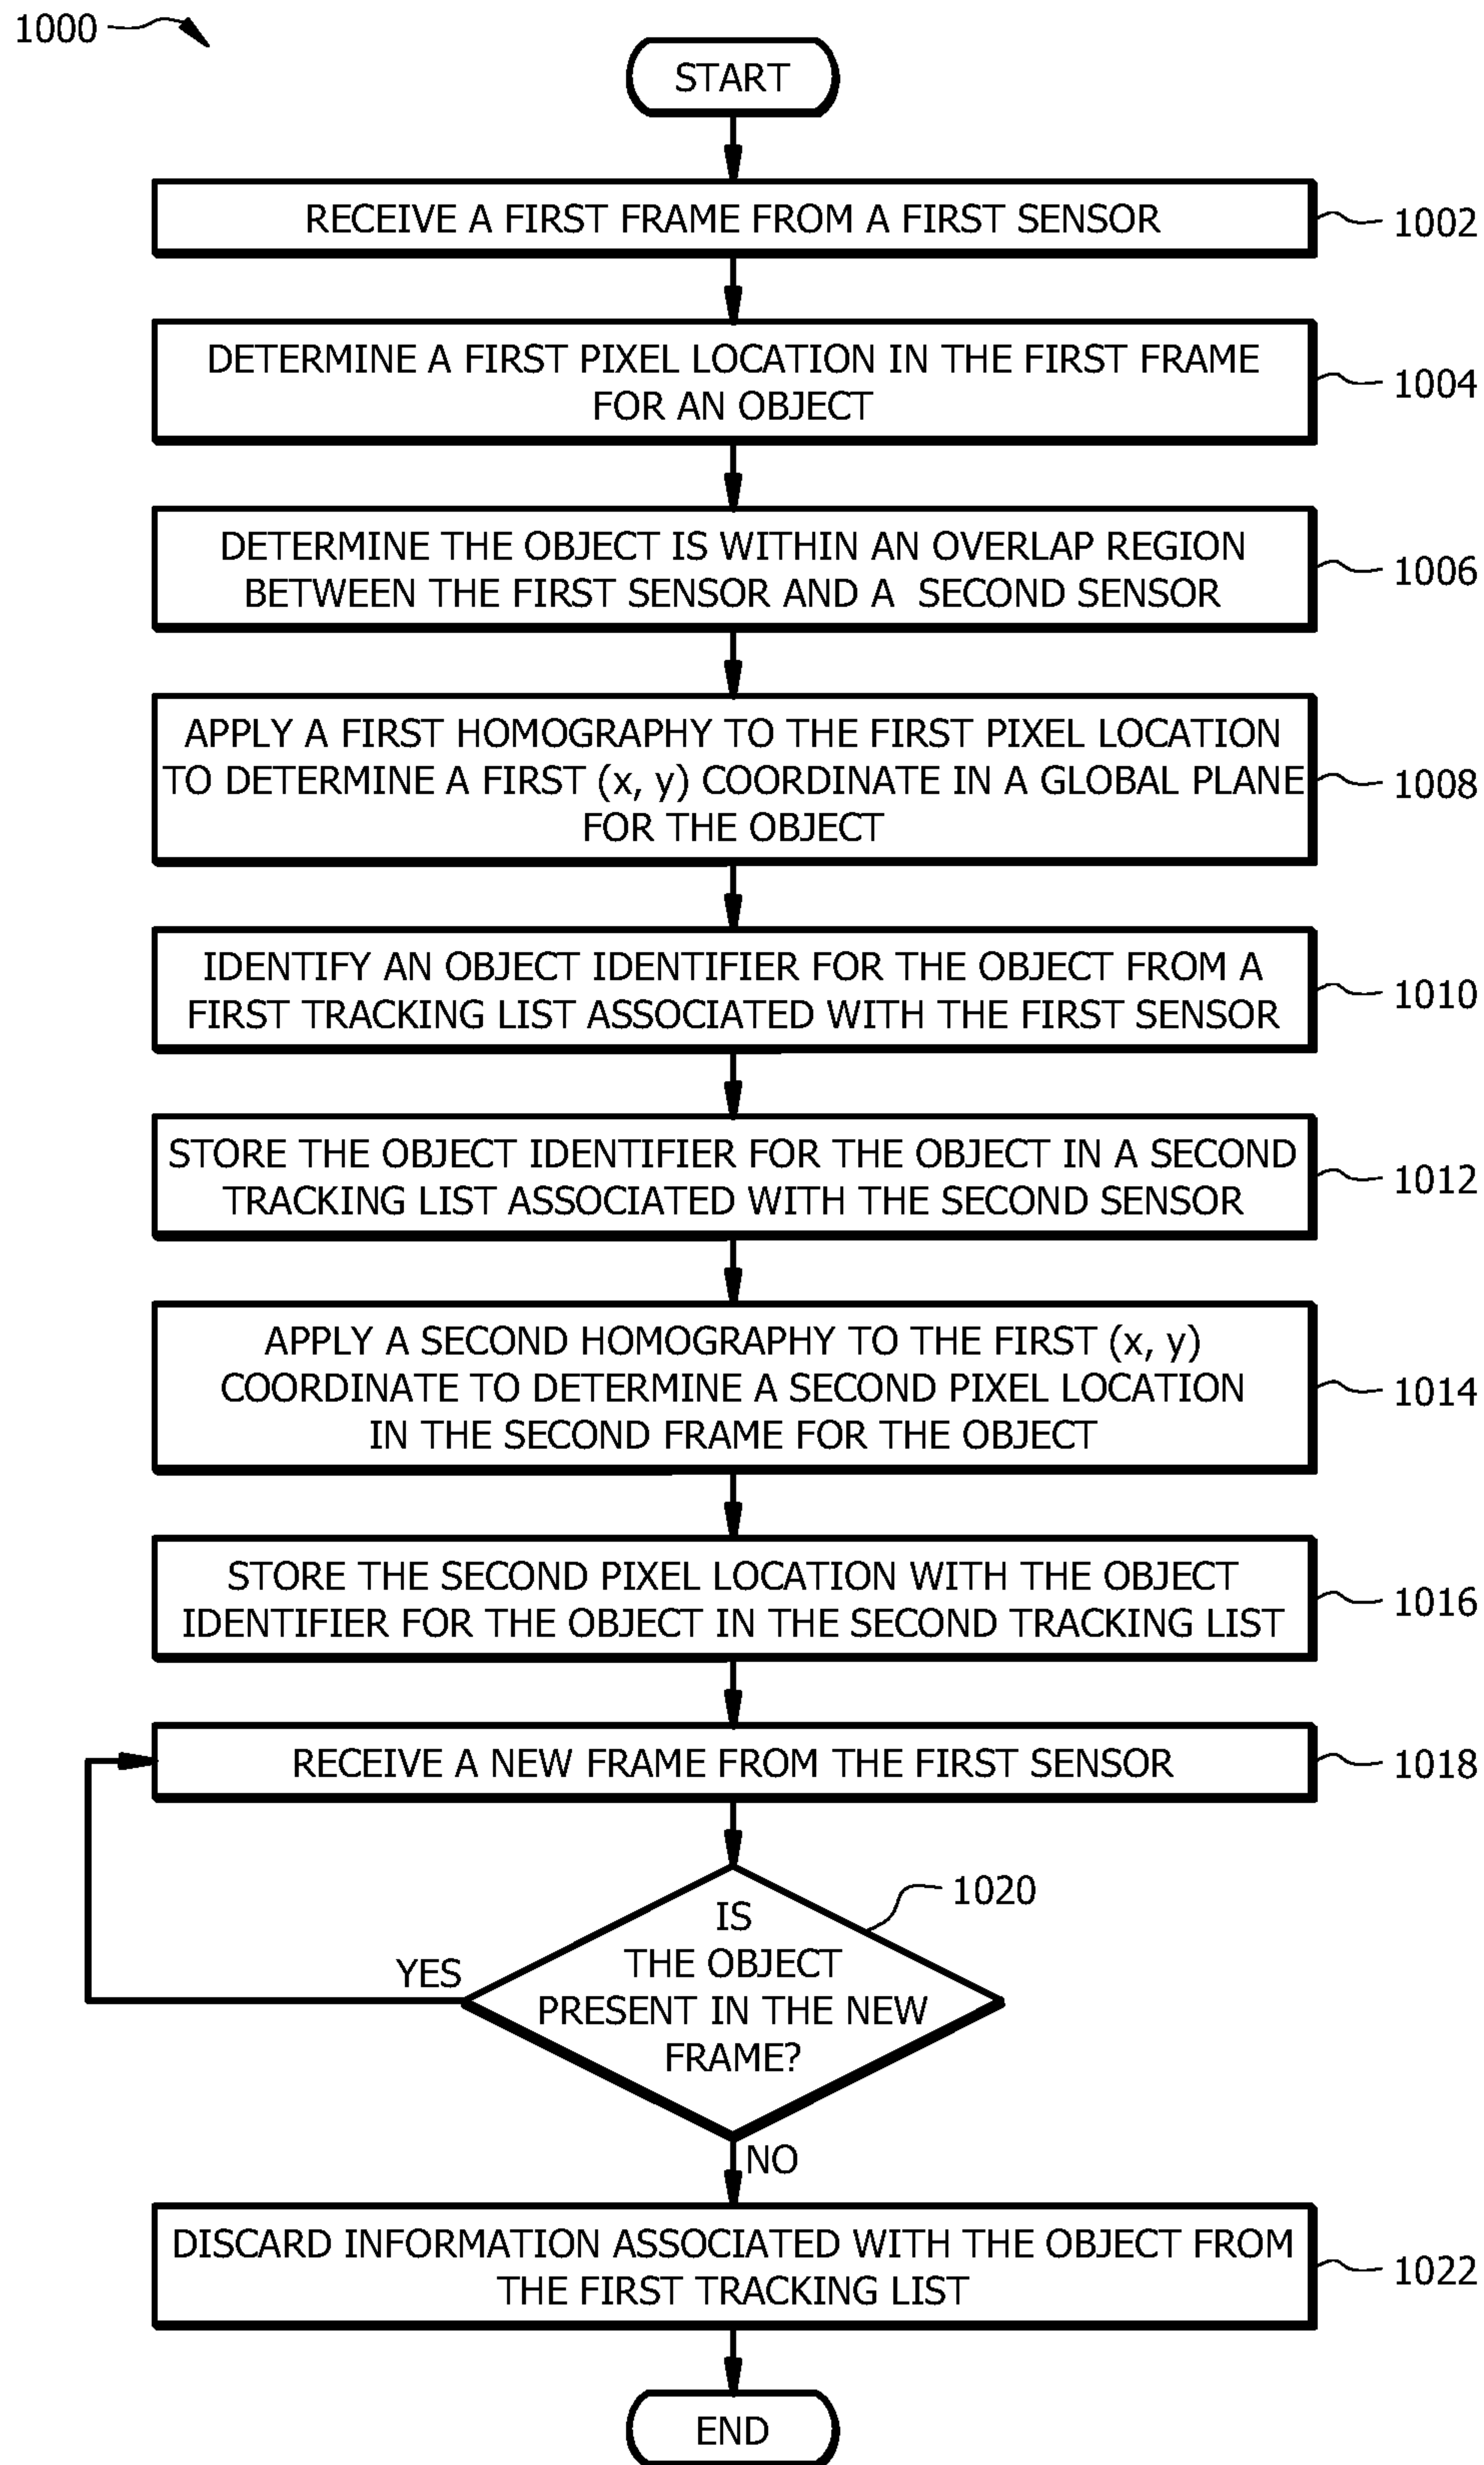 1000
START
RECEIVE A FIRST FRAME FROM A FIRST SENSOR
1002
DETERMINE A FIRST PIXEL LOCATION IN THE FIRST FRAME
FOR AN OBJECT
1004
DETERMINE THE OBJECT IS WITHIN AN OVERLAP REGION
BETWEEN THE FIRST SENSOR AND A SECOND SENSOR
1006
APPLY A FIRST HOMOGRAPHY TO THE FIRST PIXEL LOCATION
TO DETERMINE A FIRST (x, y) COORDINATE IN A GLOBAL PLANE
FOR THE OBJECT
1008
IDENTIFY AN OBJECT IDENTIFIER FOR THE OBJECT FROM A
FIRST TRACKING LIST ASSOCIATED WITH THE FIRST SENSOR
1010
STORE THE OBJECT IDENTIFIER FOR THE OBJECT IN A SECOND
TRACKING LIST ASSOCIATED WITH THE SECOND SENSOR
1012
APPLY A SECOND HOMOGRAPHY TO THE FIRST (x, y)
COORDINATE TO DETERMINE A SECOND PIXEL LOCATION
IN THE SECOND FRAME FOR THE OBJECT
1014
STORE THE SECOND PIXEL LOCATION WITH THE OBJECT
IDENTIFIER FOR THE OBJECT IN THE SECOND TRACKING LIST
1016
RECEIVE A NEW FRAME FROM THE FIRST SENSOR
1018
1020
IS
THE OBJECT
PRESENT IN THE NEW
FRAME?
YES
NO
DISCARD INFORMATION ASSOCIATED WITH THE OBJECT FROM
THE FIRST TRACKING LIST
1022
END